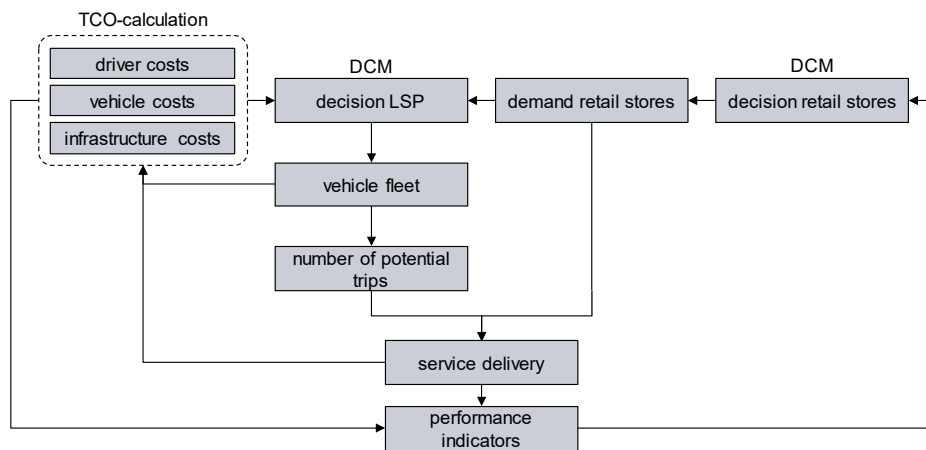 TCO-calculation
driver costs
vehicle costs
infrastructure costs
DCM
decision LSP
demand retail stores
DCM
decision retail stores
vehicle fleet
number of potential
trips
service delivery
performance
indicators